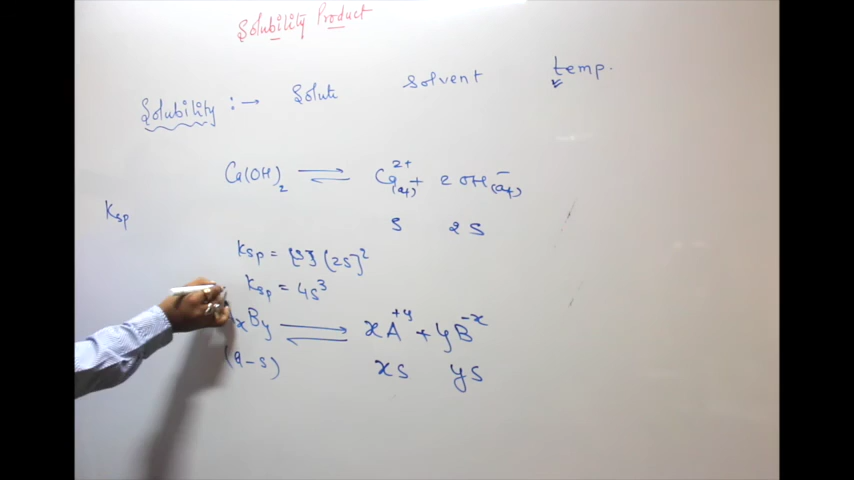 Solubility Product
Solubility :→ Solute Solvent temp.
Ca(OH)₂ ⇌ Ca²⁺(aq) + 2OH⁻(aq)
Ksp
S 2S
Ksp = [S] [2S]²
Ksp = 4S³
xBy ⇌ xA⁺ʸ + yB⁻ˣ
(a-s) xs ys